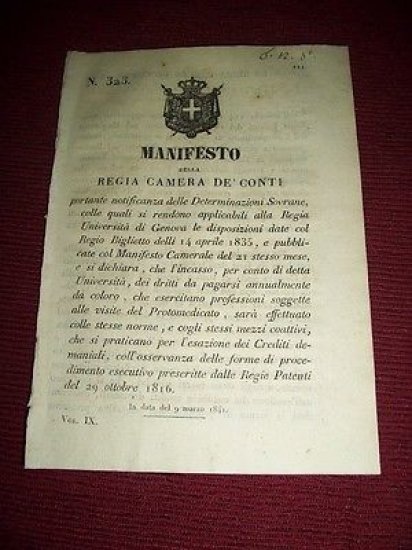 N. 323.
MANIFESTO
DELLA
REGIA CAMERA DE' CONTI
portante notificanza delle Determinazioni Sovrane,
colle quali si rendono applicabili alla Regia
Università di Genova le disposizioni date col
Regio Biglietto delli 14 aprile 1835, e pubbli-
cate col Manifesto Camerale del 21 stesso mese,
e si dichiara, che l'incasso, per conto di detta
Università, dei dritti da pagarsi annualmente
da coloro, che esercitano professioni soggette
alle visite del Protomedicato, sarà effettuato
colle stesse norme, e cogli stessi mezzi coattivi,
che si praticano per l'esazione dei Crediti de-
maniali, coll'osservanza delle forme di proce-
dimento esecutivo prescritte dalle Regie Patenti
del 29 ottobre 1816.
In data del 9 marzo 1841.
Vol. IX.